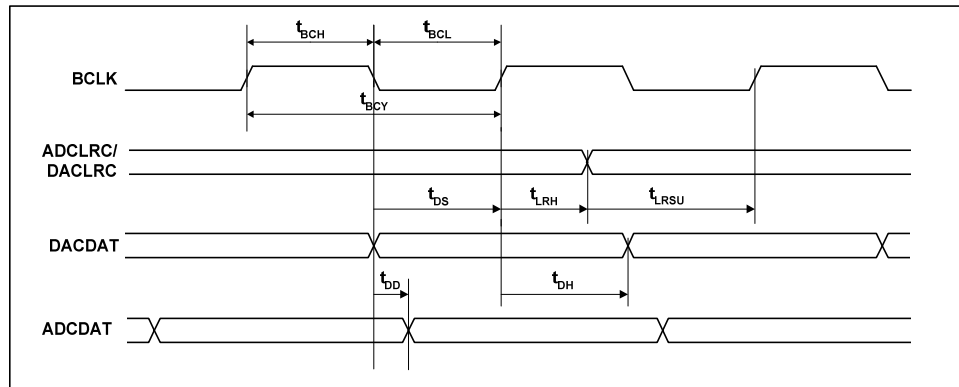 tBCH tBCL
BCLK
tBCY
ADCLRC/
DACLRC
tDS tLRH tLRSU
DACDAT
tDD tDH
ADCDAT